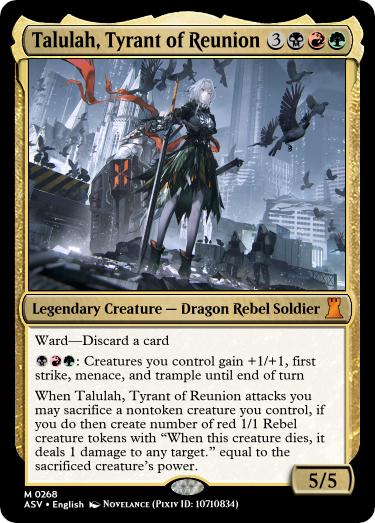 Talulah, Tyrant of Reunion 3
Legendary Creature — Dragon Rebel Soldier
Ward—Discard a card
: Creatures you control gain +1/+1, first
strike, menace, and trample until end of turn
When Talulah, Tyrant of Reunion attacks you
may sacrifice a nontoken creature you control, if
you do then create number of red 1/1 Rebel
creature tokens with “When this creature dies, it
deals 1 damage to any target.” equal to the
sacrificed creature’s power.
5/5
M 0268
ASV • English Novelance (Pixiv ID: 10710834)